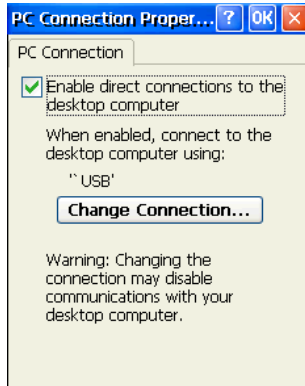 PC Connection Proper... ? OK ×
PC Connection
Enable direct connections to the
desktop computer
When enabled, connect to the
desktop computer using:
'`USB'
Change Connection...
Warning: Changing the
connection may disable
communications with your
desktop computer.